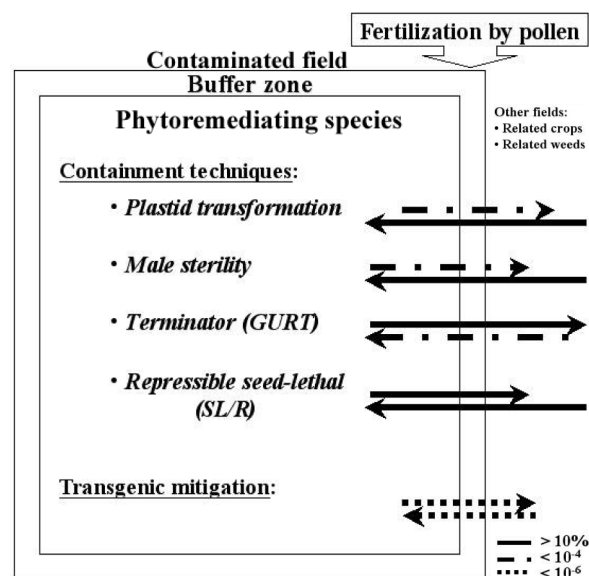 Fertilization by pollen
Contaminated field
Buffer zone
Phytoremediating species
Other fields:
• Related crops
• Related weeds
Containment techniques:
• Plastid transformation
• Male sterility
• Terminator (GURT)
• Repressible seed-lethal
(SL/R)
Transgenic mitigation:
> 10%
< 10-4
< 10-6